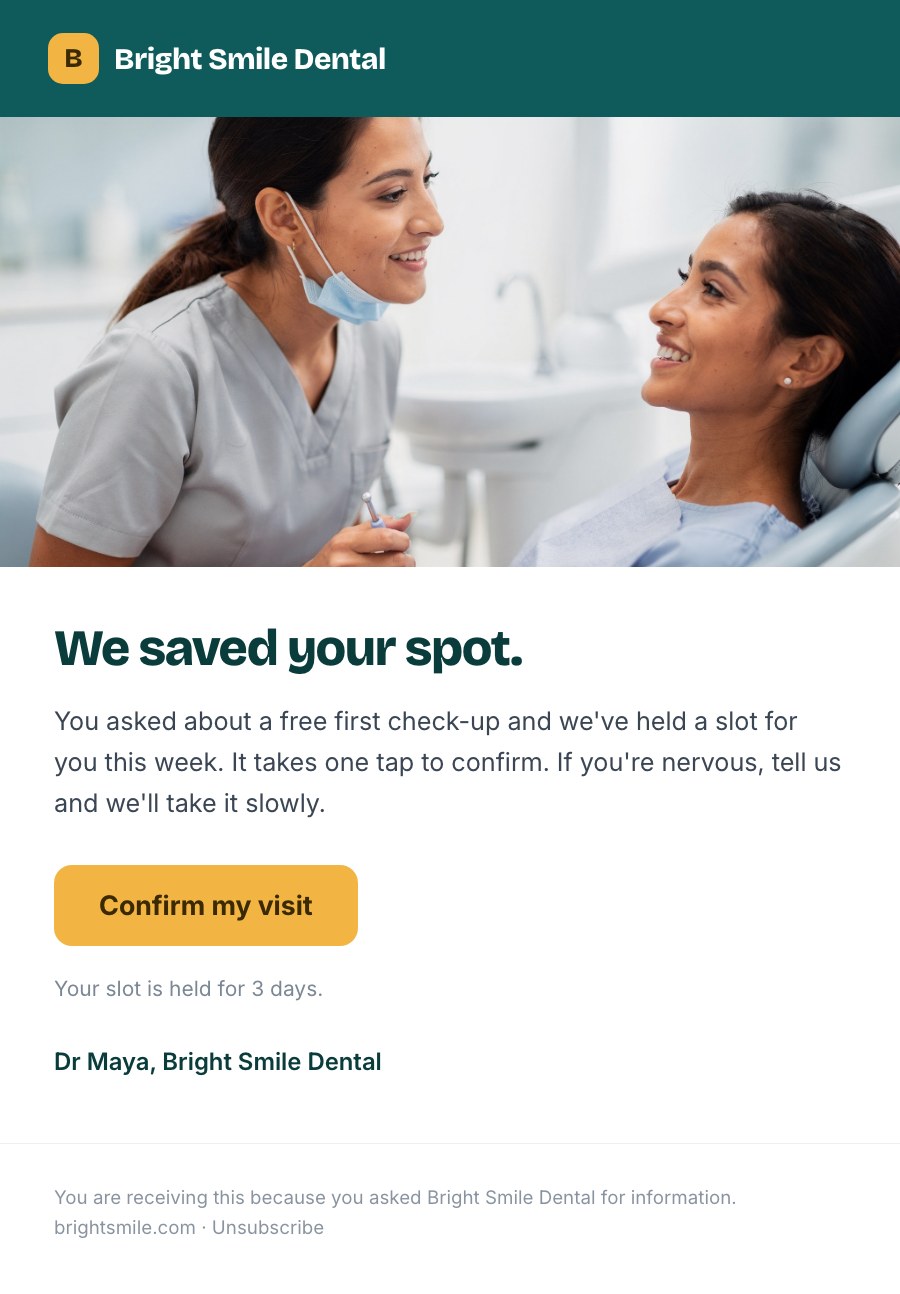 B
Bright Smile Dental
We saved your spot.
You asked about a free first check-up and we've held a slot for
you this week. It takes one tap to confirm. If you're nervous, tell us
and we'll take it slowly.
Confirm my visit
Your slot is held for 3 days.
Dr Maya, Bright Smile Dental
You are receiving this because you asked Bright Smile Dental for information.
brightsmile.com · Unsubscribe